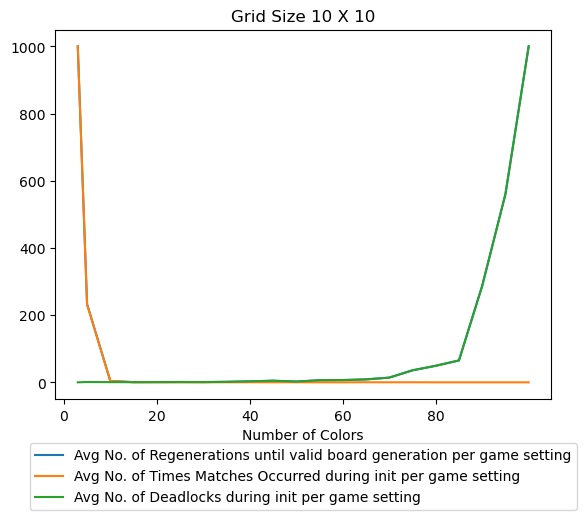 Grid Size 10 X 10
1000
800
600
400
200
0
0 20 40 60 80
Number of Colors
Avg No. of Regenerations until valid board generation per game setting
Avg No. of Times Matches Occurred during init per game setting
Avg No. of Deadlocks during init per game setting